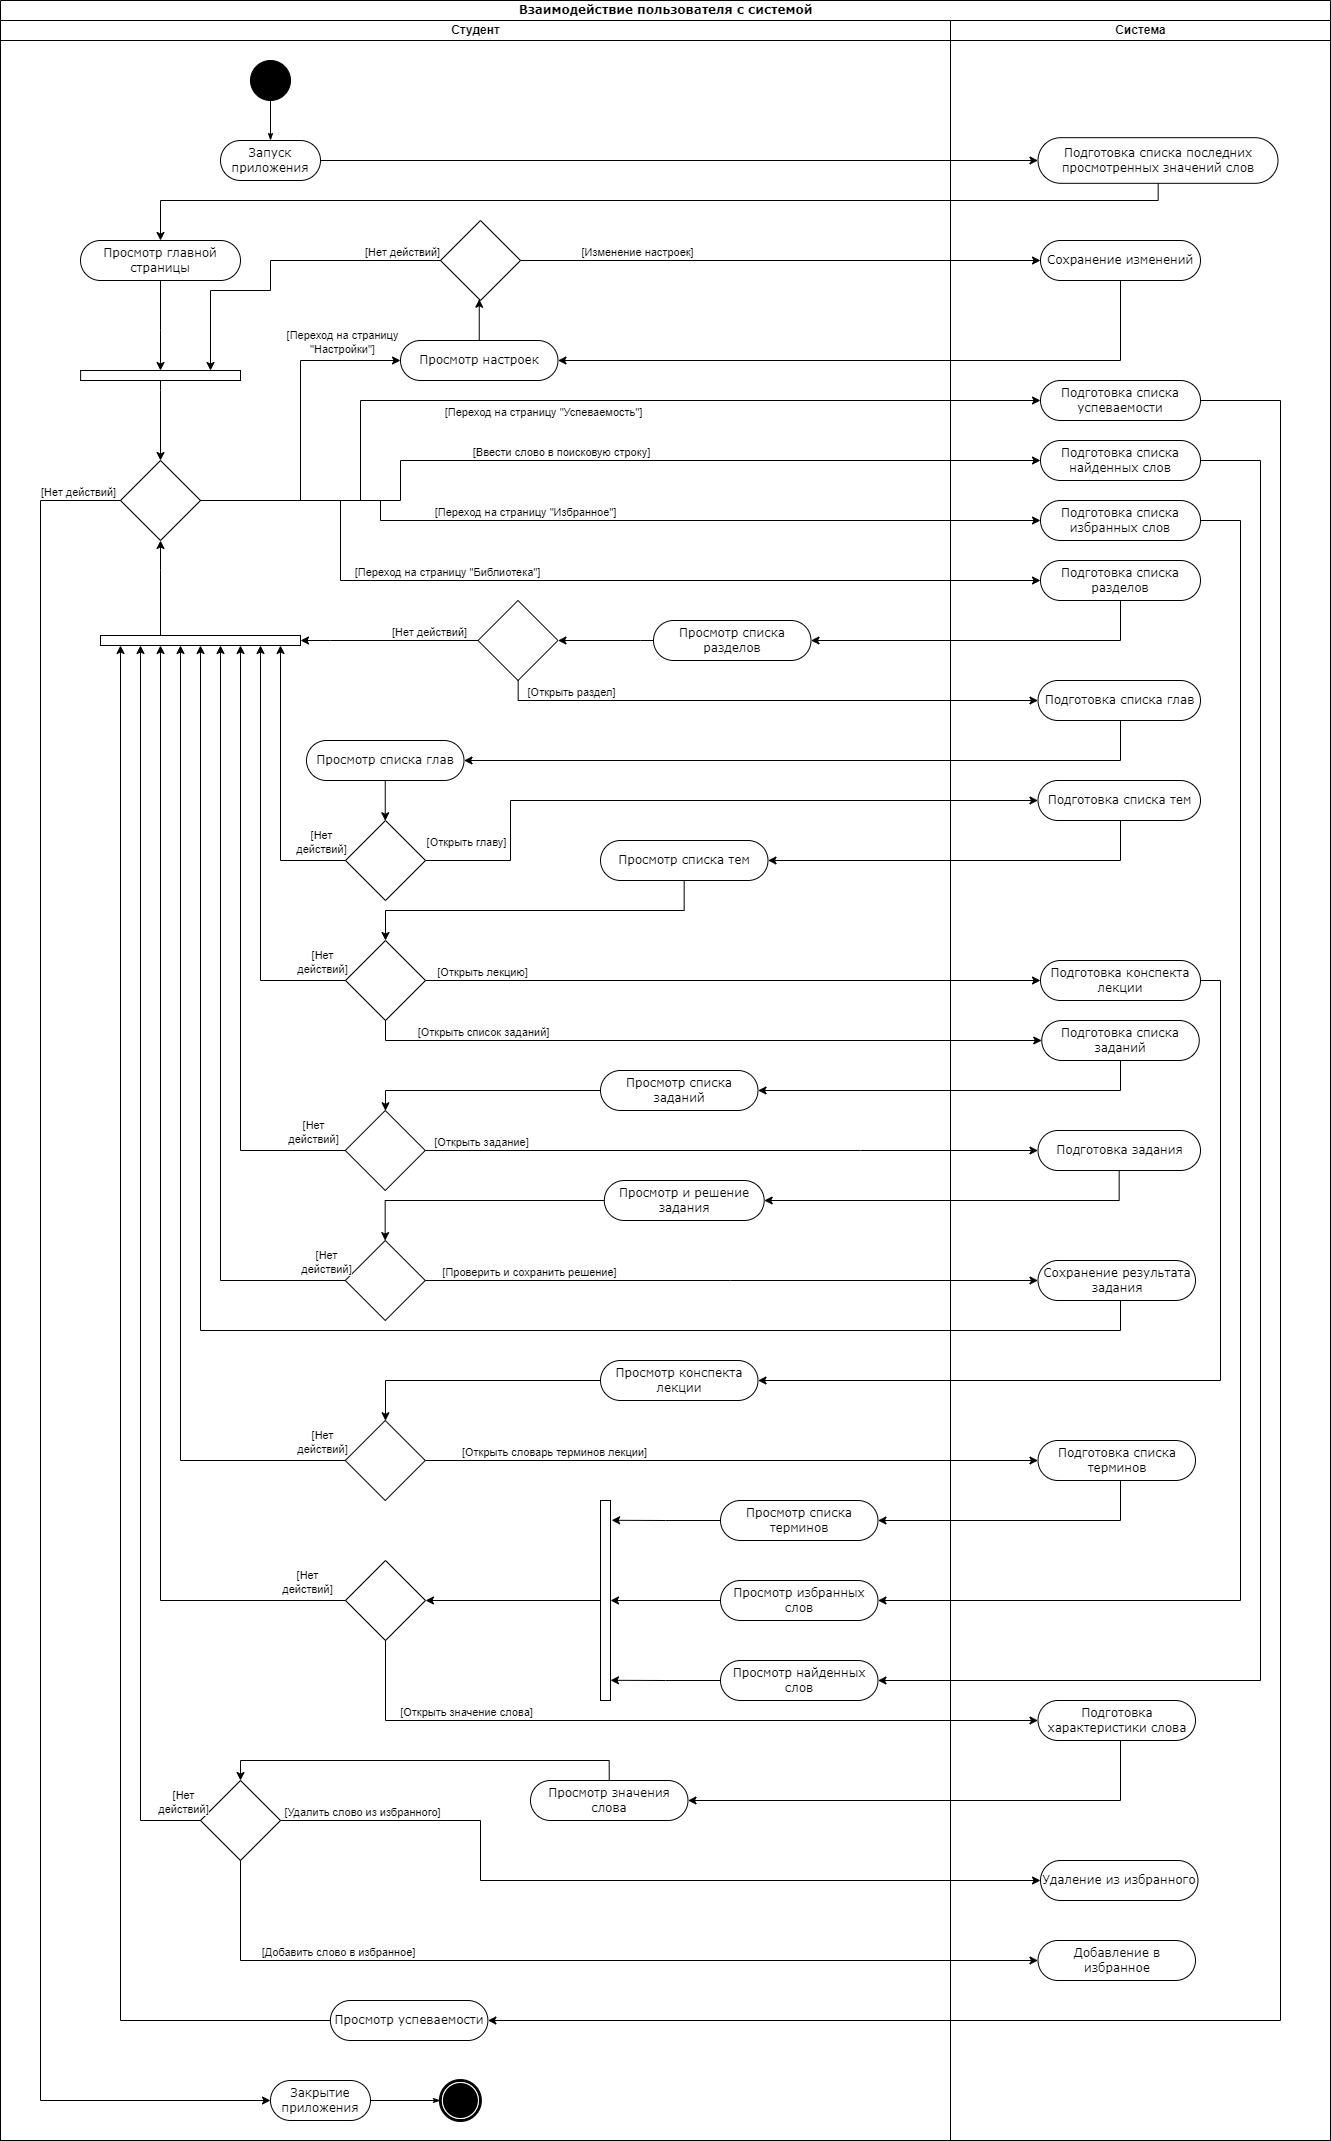 Взаимодействие пользователя с системой
Студент
Система
Запуск
приложения
Подготовка списка последних
просмотренных значений слов
Просмотр главной
страницы
[Нет действий]
[Изменение настроек]
Сохранение изменений
[Переход на страницу
"Настройки"]
Просмотр настроек
[Переход на страницу "Успеваемость"]
Подготовка списка
успеваемости
[Ввести слово в поисковую строку]
Подготовка списка
найденных слов
[Нет действий]
[Переход на страницу "Избранное"]
Подготовка списка
избранных слов
[Переход на страницу "Библиотека"]
Подготовка списка
разделов
[Нет действий]
Просмотр списка
разделов
[Открыть раздел]
Подготовка списка глав
Просмотр списка глав
Подготовка списка тем
[Нет
действий]
[Открыть главу]
Просмотр списка тем
[Нет
действий]
[Открыть лекцию]
Подготовка конспекта
лекции
[Открыть список заданий]
Подготовка списка
заданий
Просмотр списка
заданий
[Нет
действий]
[Открыть задание]
Подготовка задания
Просмотр и решение
задания
[Нет
действий]
[Проверить и сохранить решение]
Сохранение результата
задания
Просмотр конспекта
лекции
[Нет
действий]
[Открыть словарь терминов лекции]
Подготовка списка
терминов
Просмотр списка
терминов
[Нет
действий]
Просмотр избранных
слов
Просмотр найденных
слов
[Открыть значение слова]
Подготовка
характеристики слова
Просмотр значения
слова
[Нет
действий]
[Удалить слово из избранного]
Удаление из избранного
[Добавить слово в избранное]
Добавление в
избранное
Просмотр успеваемости
Закрытие
приложения